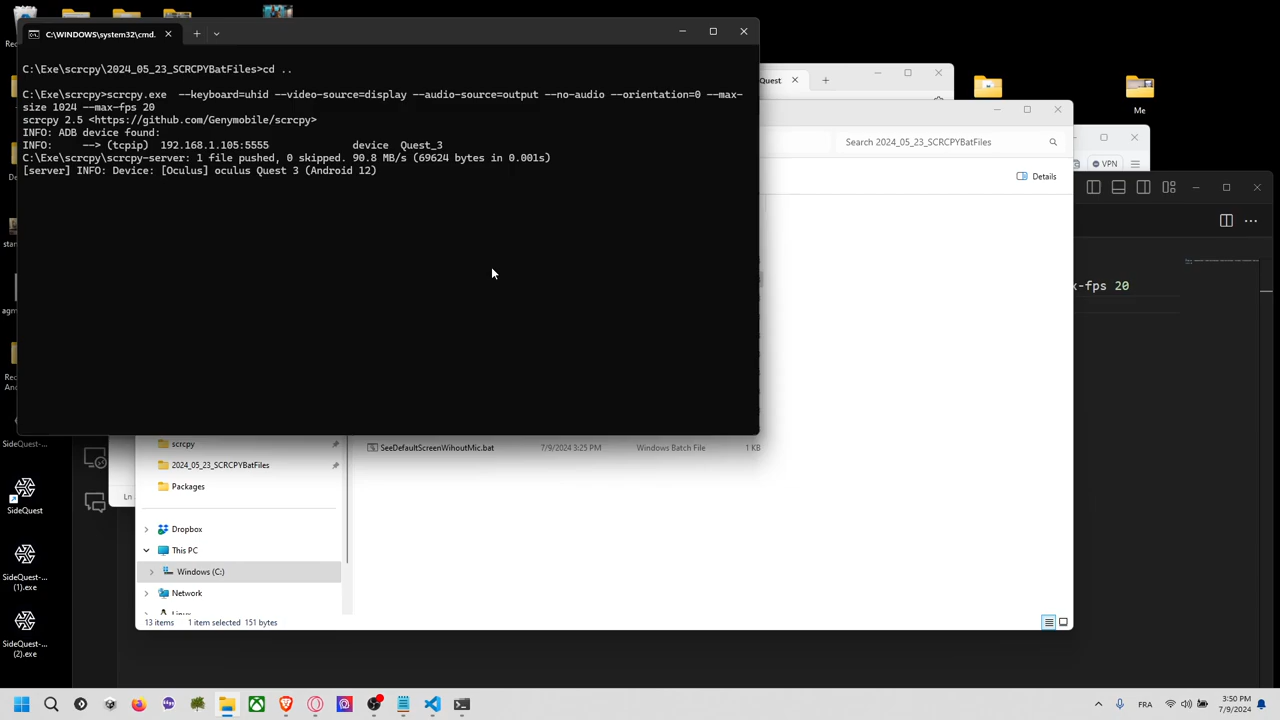 C:\WINDOWS\system32\cmd.
C:\Exe\scrcpy\2024_05_23_SCRCPYBatFiles>cd ..
C:\Exe\scrcpy>scrcpy.exe  --keyboard=uhid --video-source=display --audio-source=output --no-audio --orientation=0 --max-
size 1024 --max-fps 20
scrcpy 2.5 <https://github.com/Genymobile/scrcpy>
INFO: ADB device found:
INFO:     --> (tcpip)  192.168.1.160:5555              device  Quest_3
C:\Exe\scrcpy\scrcpy-server: 1 file pushed, 0 skipped. 90.8 MB/s (69624 bytes in 0.001s)
[server] INFO: Device: [Oculus] oculus Quest 3 (Android 12)
Quest
Me
Search 2024_05_23_SCRCPYBatFiles
VPN
Details
x-fps 20
scrcpy
SeeDefaultScreenWihoutMic.bat 7/9/2024 3:25 PM Windows Batch File 1 KB
2024_05_23_SCRCPYBatFiles
Packages
Ln
Dropbox
This PC
Windows (C:)
Network
Linux
13 items 1 item selected 151 bytes
SideQuest-...
SideQuest
SideQuest-...
(1).exe
SideQuest-...
(2).exe
FRA
3:50 PM
7/9/2024